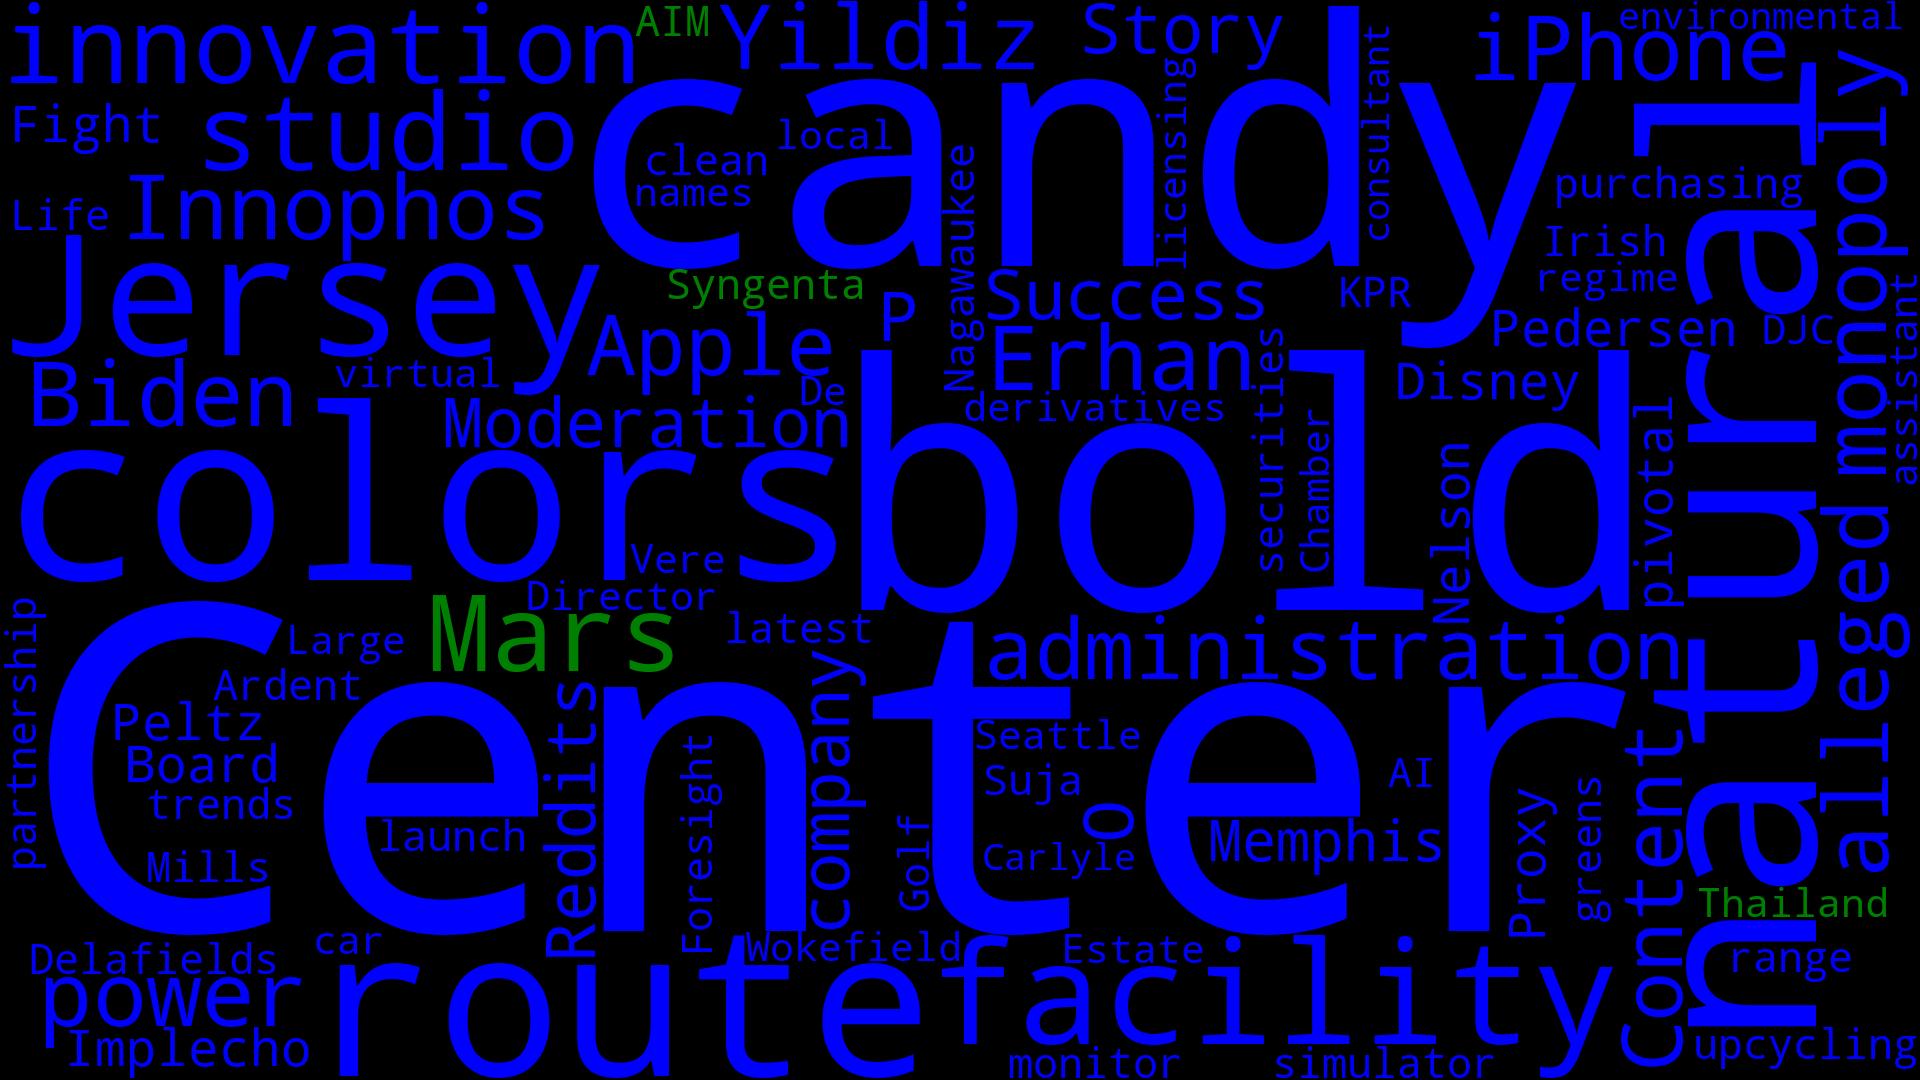 innovation
AIM
Yildiz
Story
iPhone
environmental
candy
consultant
licensing
Fight
studio
clean
local
names
Life
Innophos
Nagawaukee
purchasing
natural
monopoly
Jersey
Syngenta
P
Success
KPR
Irish
regime
Pedersen
DJC
assistant
Biden
virtual
Apple
De
Erhan
derivatives
securities
Chamber
Disney
Moderation
colors
bold
Nelson
pivotal
alleged
Vere
Director
Mars
latest
administration
partnership
Large
Ardent
Center
Peltz
Board
trends
Reddits
Foresight
company
Seattle
Suja
O
AI
Mills
launch
Golf
Carlyle
Memphis
Proxy
greens
Content
Thailand
Delafields
car
Wokefield
Estate
range
power
route
facility
Implecho
monitor
simulator
upcycling